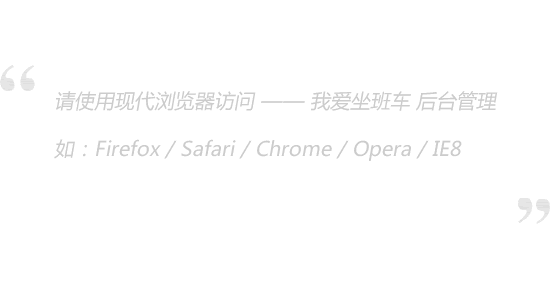 请使用现代浏览器访问 —— 我爱坐班车 后台管理
如：Firefox / Safari / Chrome / Opera / IE8